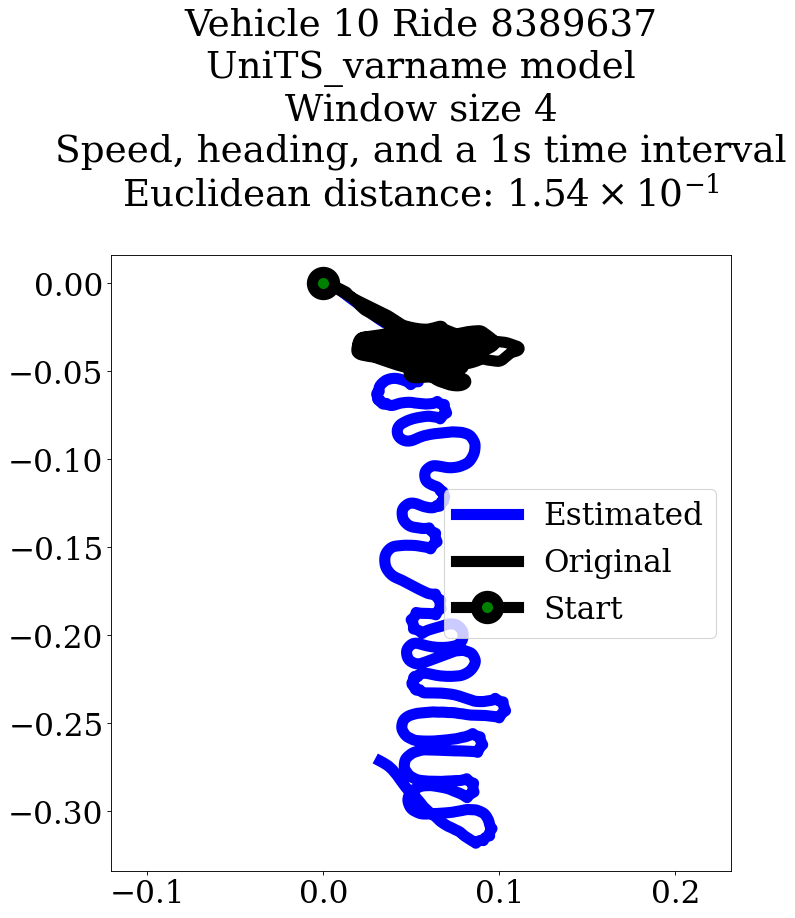 Vehicle 10 Ride 8389637
UniTS_varname model
Window size 4
Speed, heading, and a 1s time interval
Euclidean distance: 1.54 × 10⁻¹
0.00
−0.05
−0.10
−0.15
−0.20
−0.25
−0.30
Estimated
Original
Start
−0.1
0.0
0.1
0.2